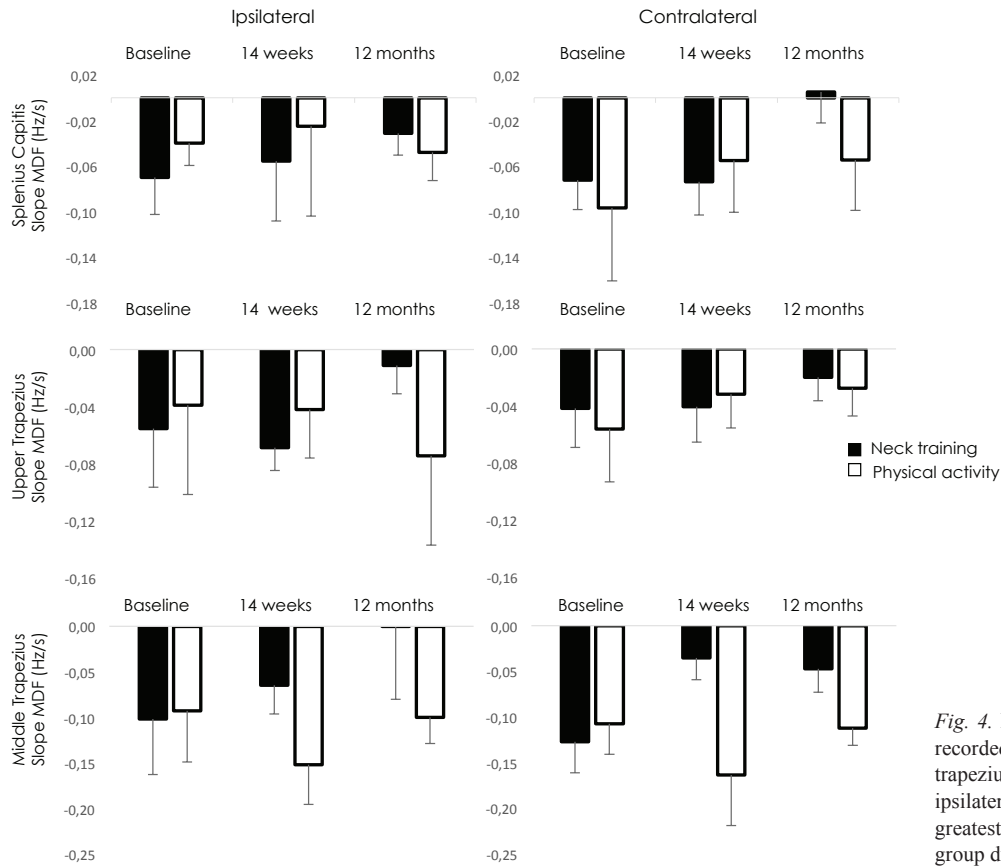 Ipsilateral
Contralateral
Baseline 14 weeks 12 months
Baseline 14 weeks 12 months
Splenius Capitis
Slope MDF (Hz/s)
0,02
-0,02
-0,06
-0,10
-0,14
-0,18
0,02
-0,02
-0,06
-0,10
-0,14
-0,18
Baseline 14 weeks 12 months
Baseline 14 weeks 12 months
Upper Trapezius
Slope MDF (Hz/s)
0,00
-0,04
-0,08
-0,12
-0,16
0,00
-0,04
-0,08
-0,12
-0,16
Neck training
Physical activity
Baseline 14 weeks 12 months
Baseline 14 weeks 12 months
Middle Trapezius
Slope MDF (Hz/s)
0,00
-0,05
-0,10
-0,15
-0,20
-0,25
0,00
-0,05
-0,10
-0,15
-0,20
-0,25
Fig. 4.
recorded
trapeziu
ipsilater
greatest
group d